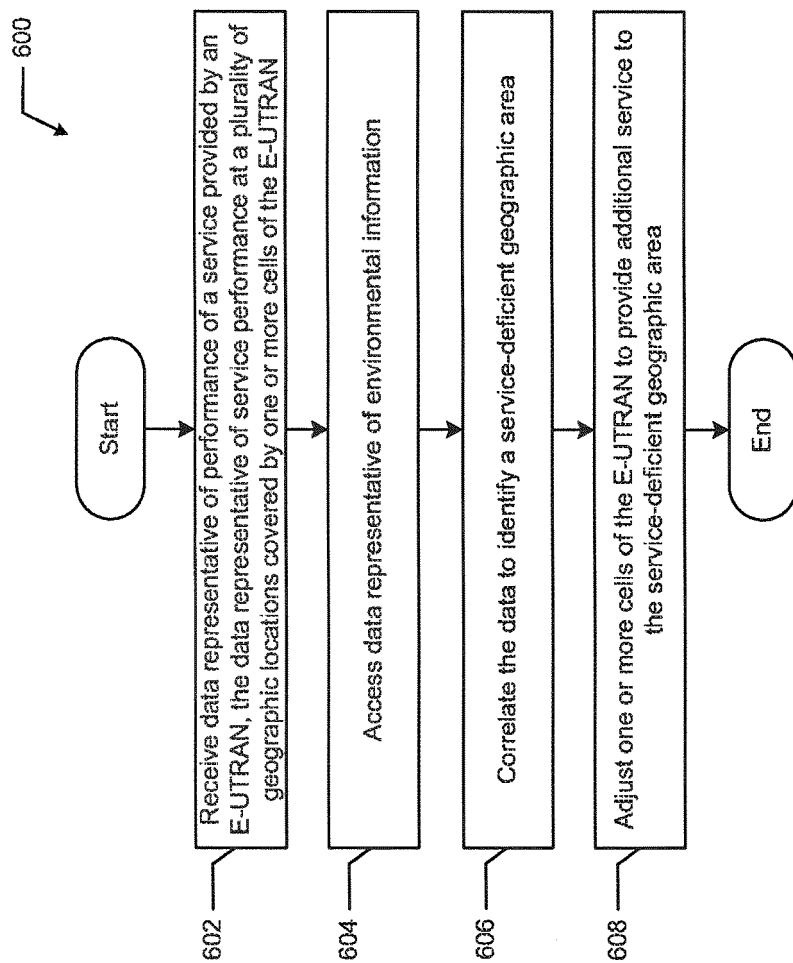 600
Start
602
Receive data representative of performance of a service provided by an
E-UTRAN, the data representative of service performance at a plurality of
geographic locations covered by one or more cells of the E-UTRAN
604
Access data representative of environmental information
606
Correlate the data to identify a service-deficient geographic area
608
Adjust one or more cells of the E-UTRAN to provide additional service to
the service-deficient geographic area
End